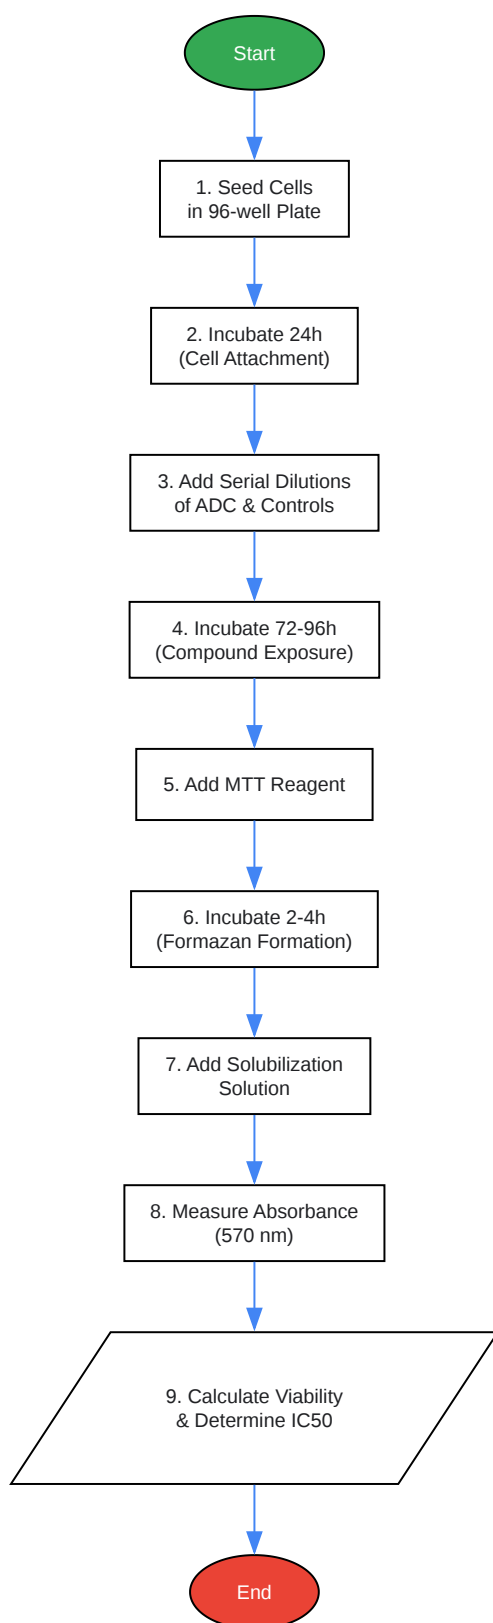 Start
1. Seed Cells
in 96-well Plate
2. Incubate 24h
(Cell Attachment)
3. Add Serial Dilutions
of ADC & Controls
4. Incubate 72-96h
(Compound Exposure)
5. Add MTT Reagent
6. Incubate 2-4h
(Formazan Formation)
7. Add Solubilization
Solution
8. Measure Absorbance
(570 nm)
9. Calculate Viability
& Determine IC50
End